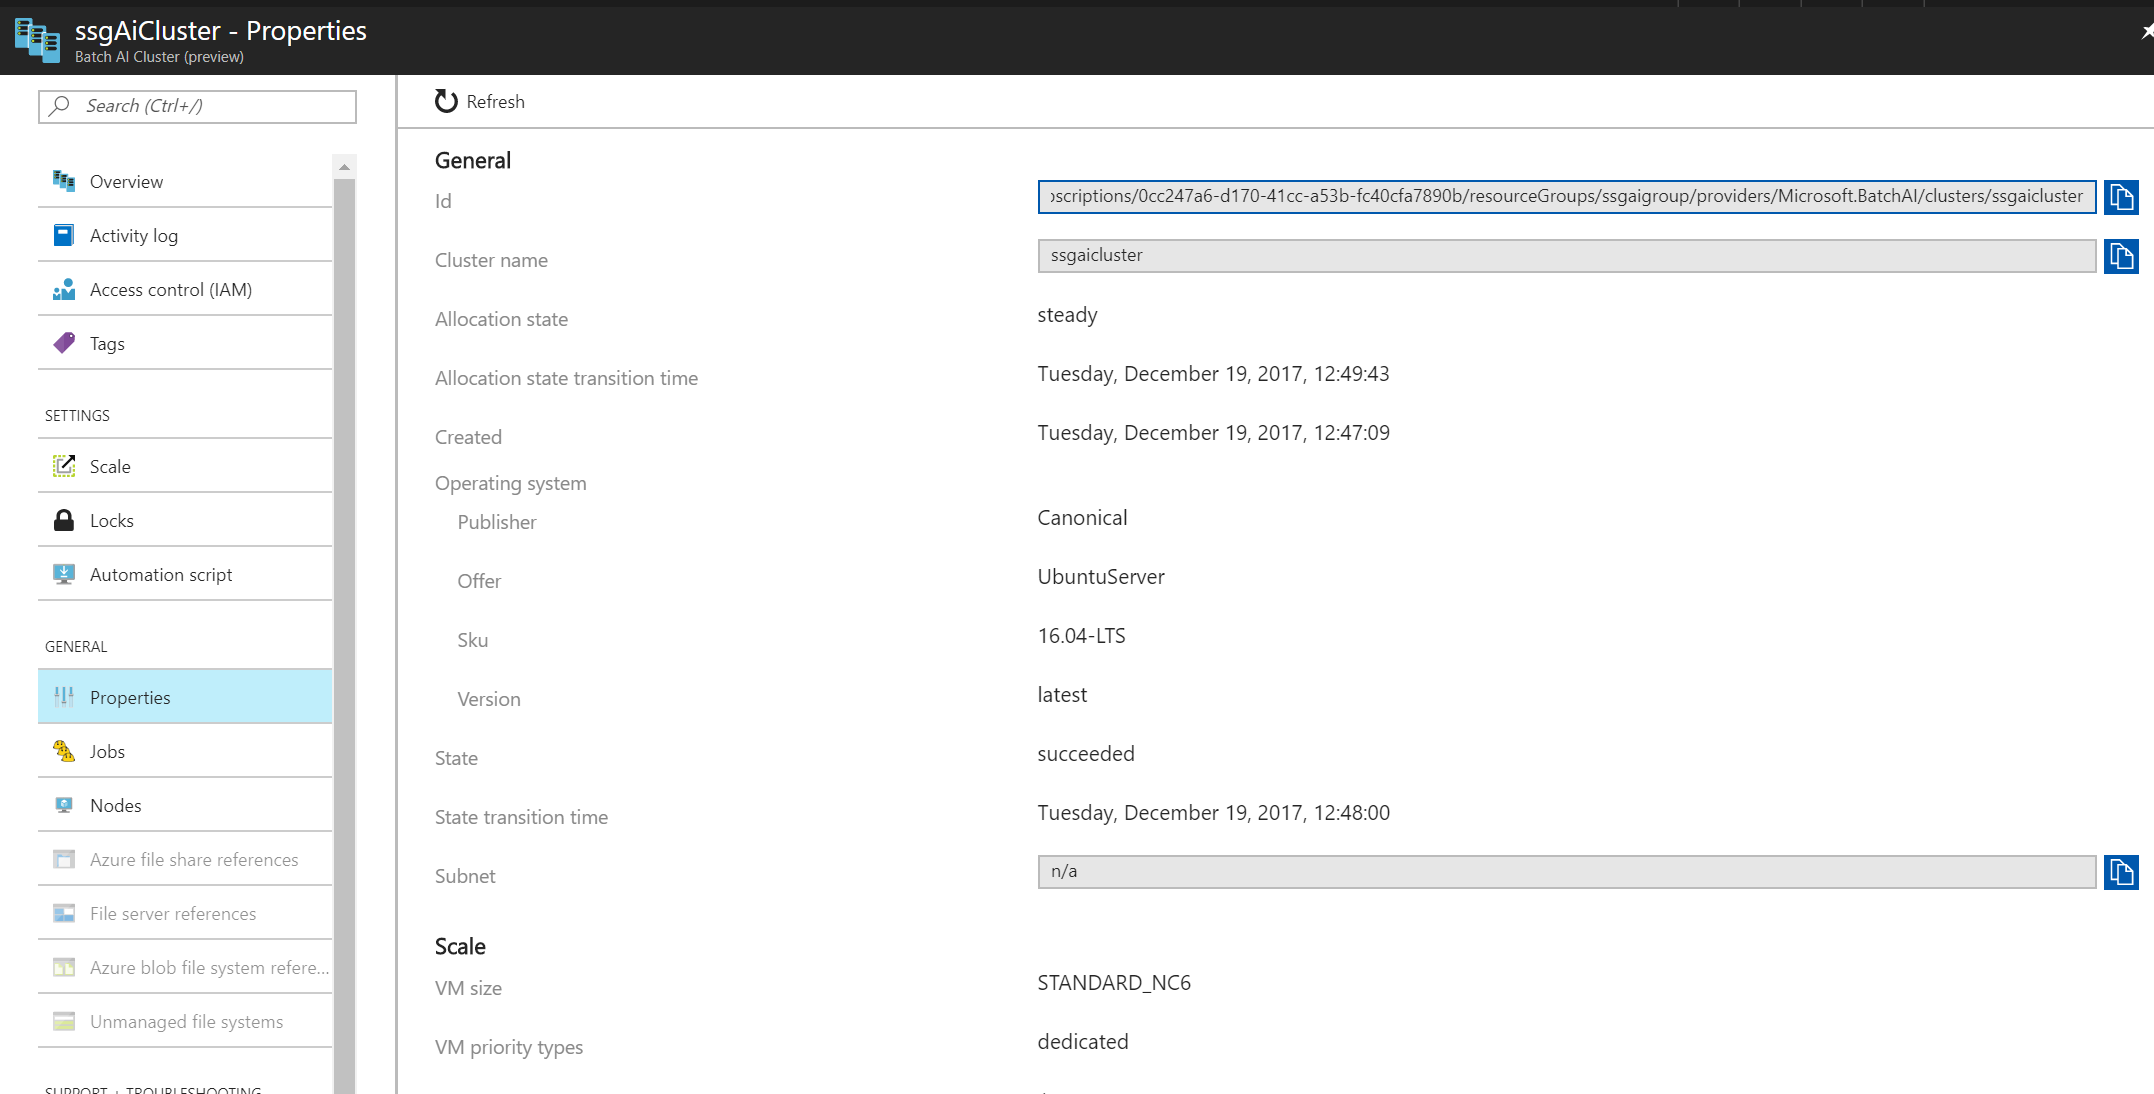 ssgAiCluster - Properties
Batch AI Cluster (preview)
Search (Ctrl+/)
Overview
Activity log
Access control (IAM)
Tags
SETTINGS
Scale
Locks
Automation script
GENERAL
Properties
Jobs
Nodes
Azure file share references
File server references
Azure blob file system refere...
Unmanaged file systems
SUPPORT + TROUBLESHOOTING
Refresh
General
Id
oscriptions/0cc247a6-d170-41cc-a53b-fc40cfa7890b/resourceGroups/ssgaigroup/providers/Microsoft.BatchAI/clusters/ssgaicluster
Cluster name
ssgaicluster
Allocation state
steady
Allocation state transition time
Tuesday, December 19, 2017, 12:49:43
Created
Tuesday, December 19, 2017, 12:47:09
Operating system
Publisher
Canonical
Offer
UbuntuServer
Sku
16.04-LTS
Version
latest
State
succeeded
State transition time
Tuesday, December 19, 2017, 12:48:00
Subnet
n/a
Scale
VM size
STANDARD_NC6
VM priority types
dedicated